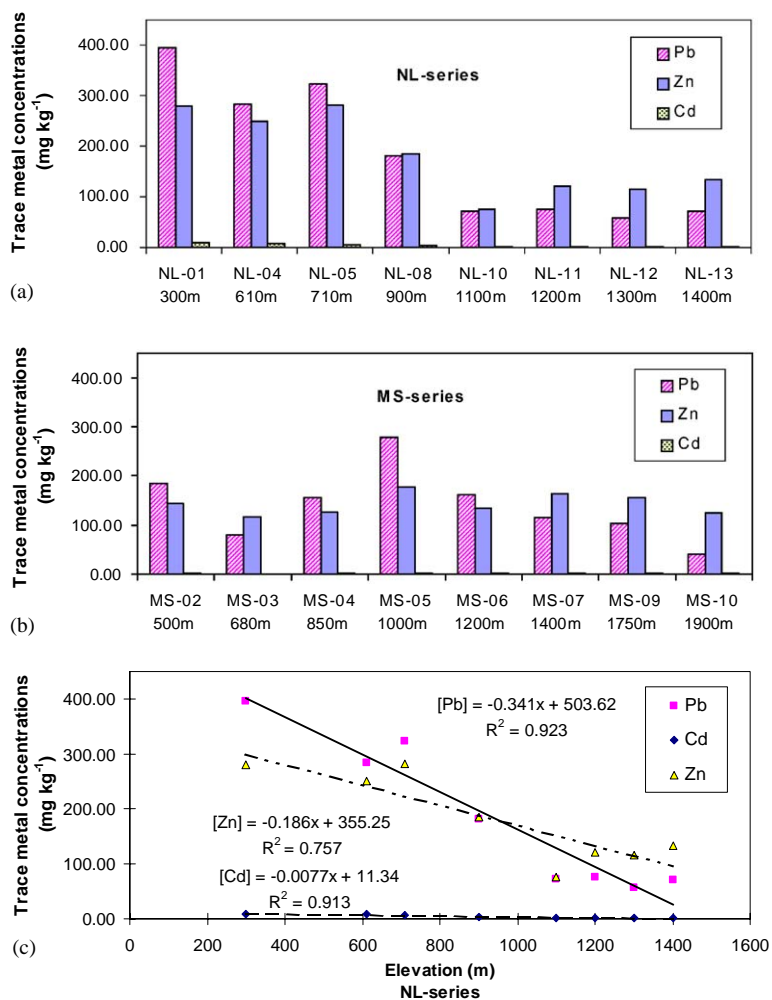 Trace metal concentrations
(mg kg-1)
400.00
300.00
200.00
100.00
0.00
NL-series
Pb
Zn
Cd
NL-01 NL-04 NL-05 NL-08 NL-10 NL-11 NL-12 NL-13
300m 610m 710m 900m 1100m 1200m 1300m 1400m
(a)
Trace metal concentrations
(mg kg-1)
400.00
300.00
200.00
100.00
0.00
MS-series
Pb
Zn
Cd
MS-02 MS-03 MS-04 MS-05 MS-06 MS-07 MS-09 MS-10
500m 680m 850m 1000m 1200m 1400m 1750m 1900m
(b)
Trace metal concentrations
(mg kg-1)
400.00
300.00
200.00
100.00
0.00
[Pb] = -0.341x + 503.62
R2 = 0.923
Pb
Cd
Zn
[Zn] = -0.186x + 355.25
R2 = 0.757
[Cd] = -0.0077x + 11.34
R2 = 0.913
0 200 400 600 800 1000 1200 1400 1600
(c)
Elevation (m)
NL-series